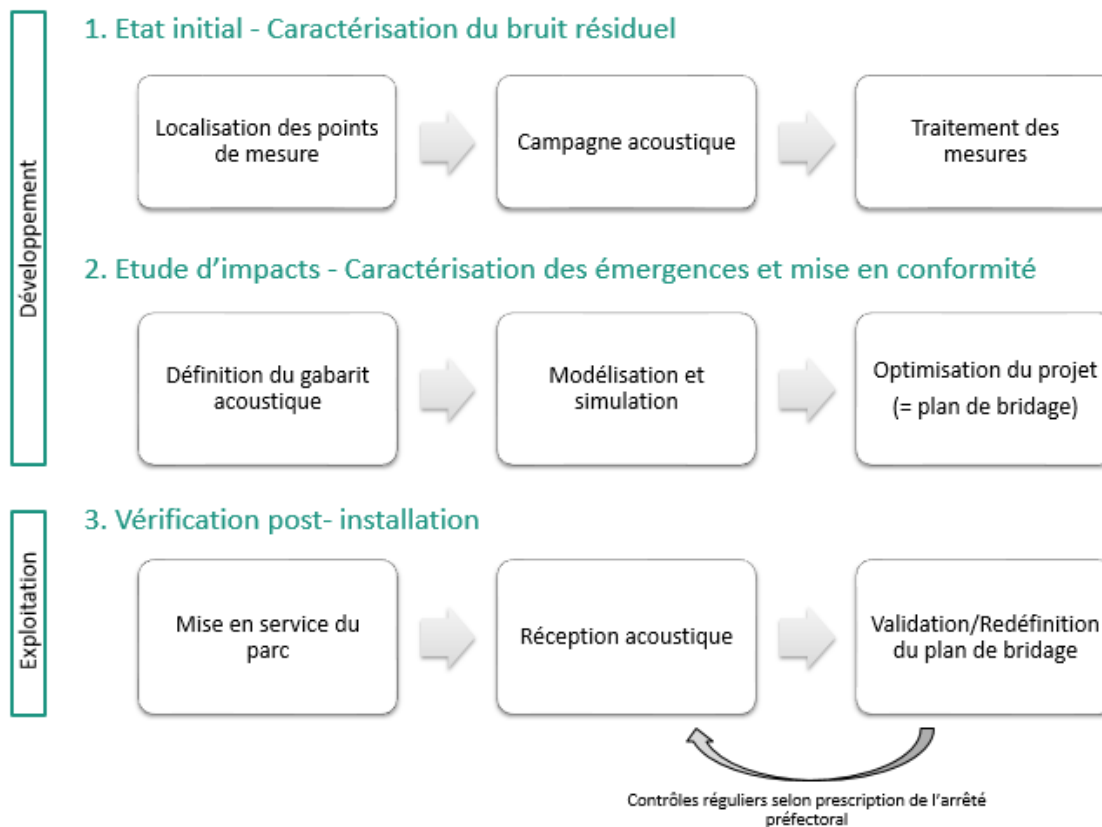 Développement
1. Etat initial - Caractérisation du bruit résiduel
Localisation des points
de mesure
Campagne acoustique
Traitement des
mesures
2. Etude d’impacts - Caractérisation des émergences et mise en conformité
Définition du gabarit
acoustique
Modélisation et
simulation
Optimisation du projet
(= plan de bridage)
Exploitation
3. Vérification post- installation
Mise en service du
parc
Réception acoustique
Validation/Redéfinition
du plan de bridage
Contrôles réguliers selon prescription de l’arrêté
préfectoral